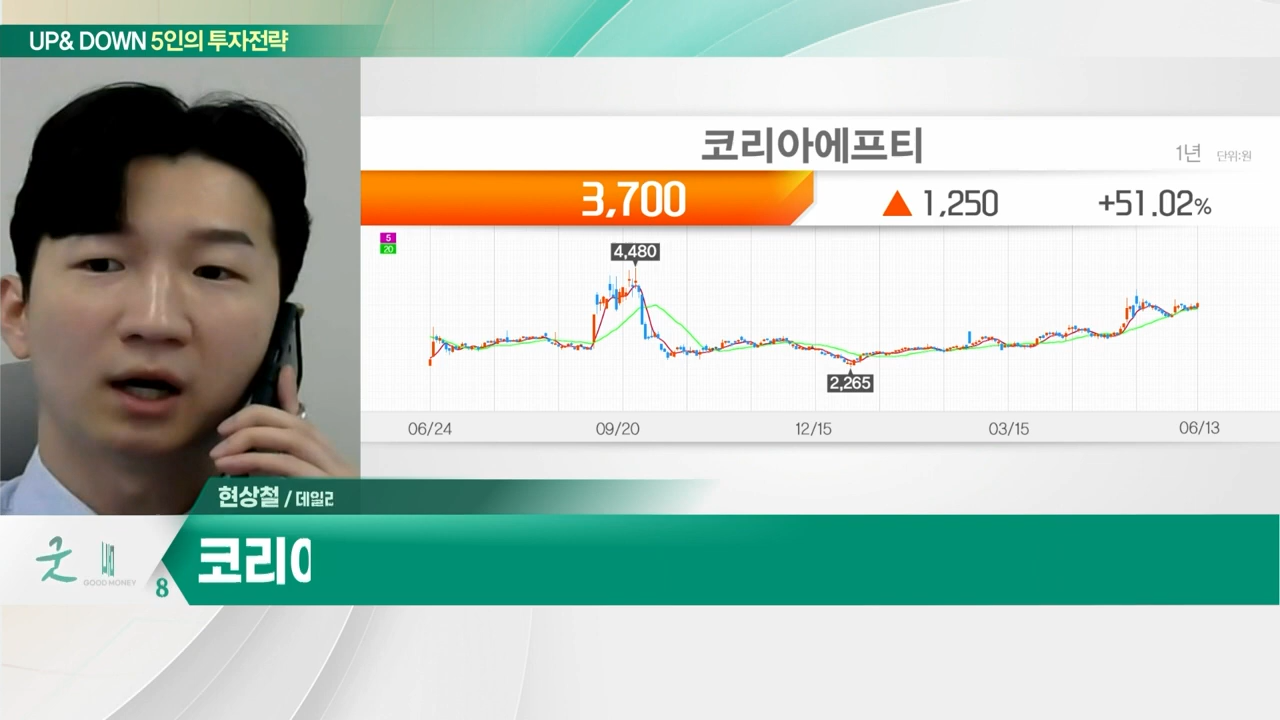 UP& DOWN 5인의 투자전략
코리아에프티
1년 단위:원
3,700 ▲ 1,250 +51.02%
5
20
4,480
2,265
06/24 09/20 12/15 03/15 06/13
현상철 / 데일리
굿
GOOD MONEY
8
코리